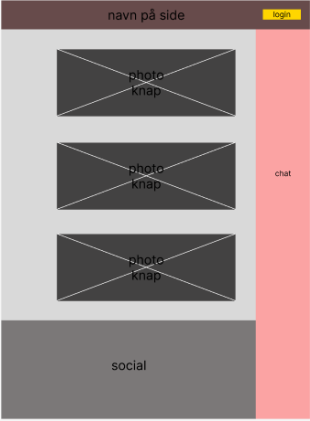 navn på side
login
photo
knap
photo
knap
chat
photo
knap
social